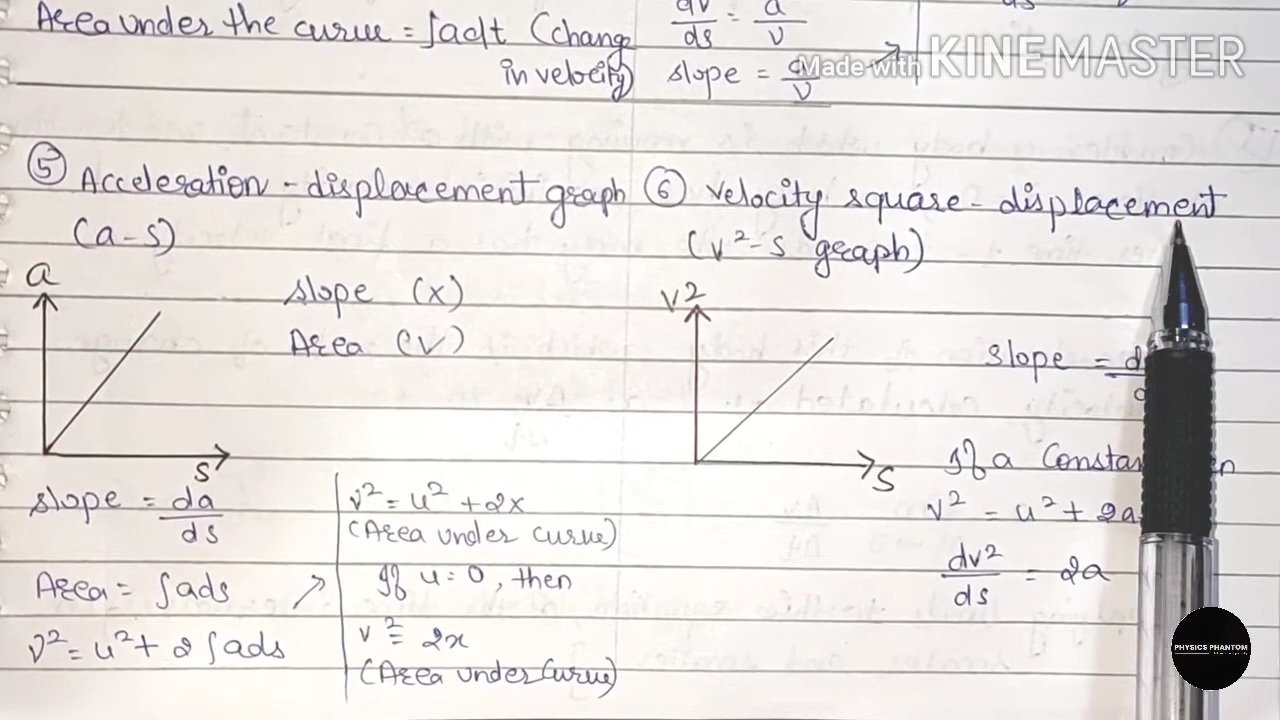 Area under the curve = ∫adt (chang
in velocity)
dv/ds = a/v
slope = a/v
Made with KINEMASTER
⑤ Acceleration - displacement graph
(a-s)
a
s
slope (x)
Area (✓)
slope = da/ds
Area = ∫ads
v² = u² + 2∫ads
v² = u² + 2x
(Area under curve)
If u = 0, then
v² = 2x
(Area under curve)
⑥ velocity square - displacement
(v²-s graph)
v2
s
slope =
If a
v² = u² + 2a
dv²/ds = 2a
PHYSICS PHANTOM